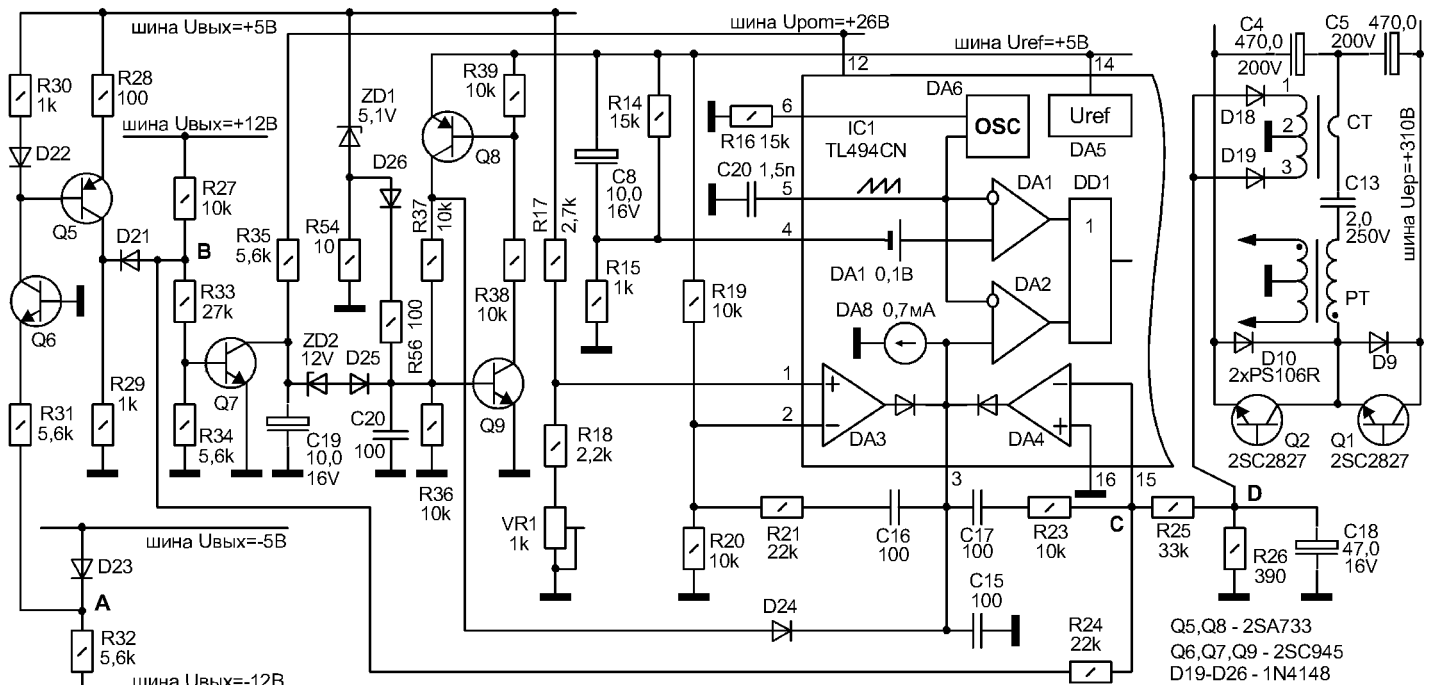 шина Uвых=+5В
шина Uпот=+26В
шина Uref=+5В
C4
470,0
200V
C5
470,0
200V
R30
1k
R28
100
R39
10k
12
14
ZD1
5,1V
R14
15k
6
DA6
OSC
Uref
DA5
R16 15k
IC1
TL494CN
1
D18
2
CT
D19
3
шина Uер=+310В
шина Uвых=+12В
D22
D26
Q8
C8
10,0
16V
C20 1,5n
5
DA1
DD1
1
C13
2,0
250V
Q5
R27
10k
R37
10k
R17
2,7k
4
D21
B
R35
5,6k
R54
10
R15
1k
DA1 0,1В
DA2
R33
27k
R38
10k
R19
10k
DA8 0,7мА
PT
Q6
R56 100
ZD2
12V
D25
D10
2xPS106R
D9
Q7
Q9
1
2
DA3
DA4
R31
5,6k
R29
1k
R34
5,6k
C19
10,0
16V
C20
100
R18
2,2k
Q2
2SC2827
Q1
2SC2827
R36
10k
3
16
15
D
VR1
1k
R20
10k
R21
22k
C16
100
C17
100
R23
10k
C
R25
33k
R26
390
C18
47,0
16V
шина Uвых=-5В
D23
A
C15
100
D24
R24
22k
R32
5,6k
шина Uвых=-12В
Q5,Q8 - 2SA733
Q6,Q7,Q9 - 2SC945
D19-D26 - 1N4148